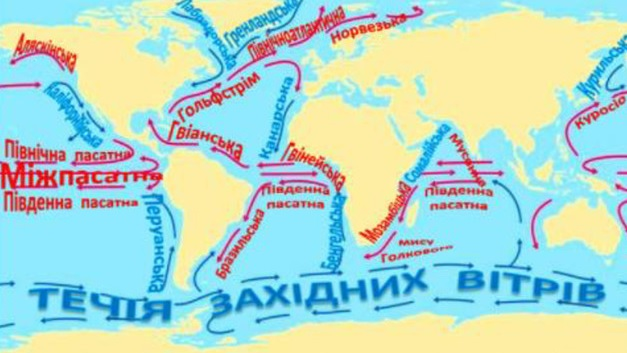 Аляскінська
Каліфорнійська
Північна пасатна
Міжпасатна
Південна пасатна
Перуанська
Лабрадорська
Гренландська
Північноатлантична
Норвезька
Гольфстрім
Гвіанська
Канарська
Гвінейська
Південна
пасатна
Бразильська
Бенгельська
Мозамбіцька
Сомалійська
Мусонна
Південна
пасатна
Мису
Голкового
Курильська
Куросіо
ТЕЧІЯ ЗАХІДНИХ ВІТРІВ